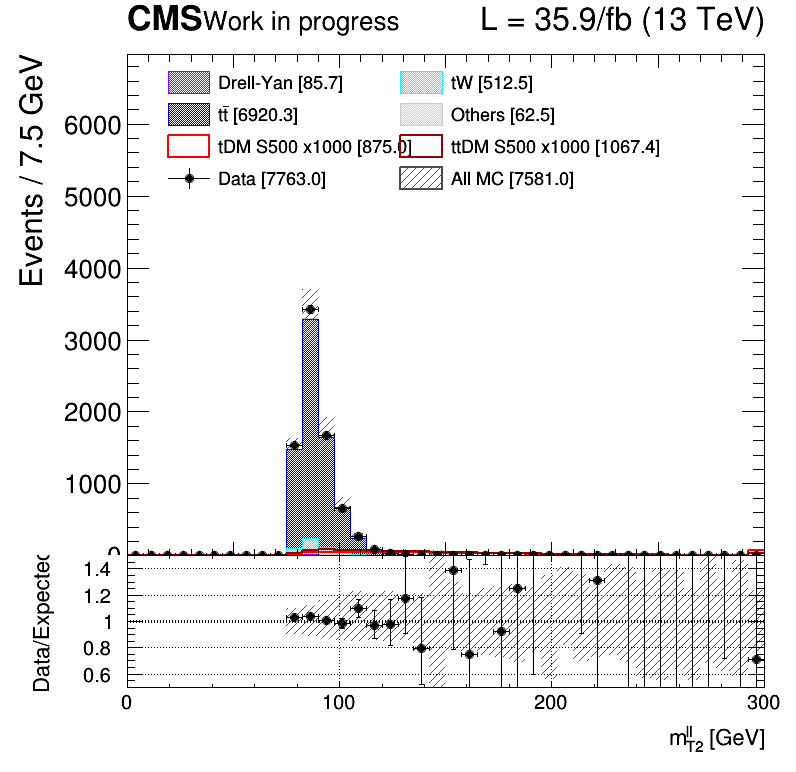 CMS Work in progress L = 35.9/fb (13 TeV)
Drell-Yan [85.7] tW [512.5]
tt̄ [6920.3] Others [62.5]
tDM S500 x1000 [875.0] ttDM S500 x1000 [1067.4]
Data [7763.0] All MC [7581.0]
Events / 7.5 GeV
6000
5000
4000
3000
2000
1000
0
Data/Expected
1.4
1.2
1
0.8
0.6
0 100 200 300
m^{ll}_{T2} [GeV]